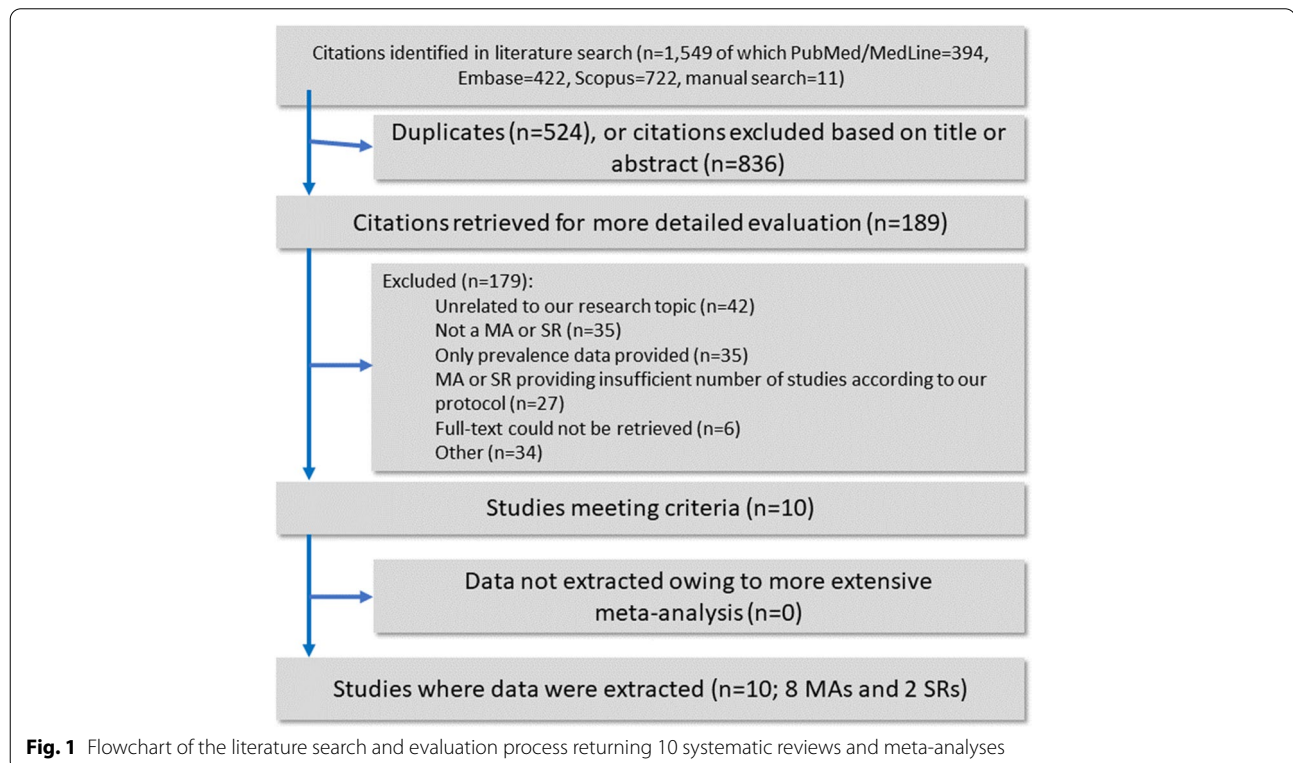 Citations identified in literature search (n=1,549 of which PubMed/MedLine=394,
Embase=422, Scopus=722, manual search=11)
Duplicates (n=524), or citations excluded based on title or
abstract (n=836)
Citations retrieved for more detailed evaluation (n=189)
Excluded (n=179):
Unrelated to our research topic (n=42)
Not a MA or SR (n=35)
Only prevalence data provided (n=35)
MA or SR providing insufficient number of studies according to our
protocol (n=27)
Full-text could not be retrieved (n=6)
Other (n=34)
Studies meeting criteria (n=10)
Data not extracted owing to more extensive
meta-analysis (n=0)
Studies where data were extracted (n=10; 8 MAs and 2 SRs)
Fig. 1 Flowchart of the literature search and evaluation process returning 10 systematic reviews and meta-analyses